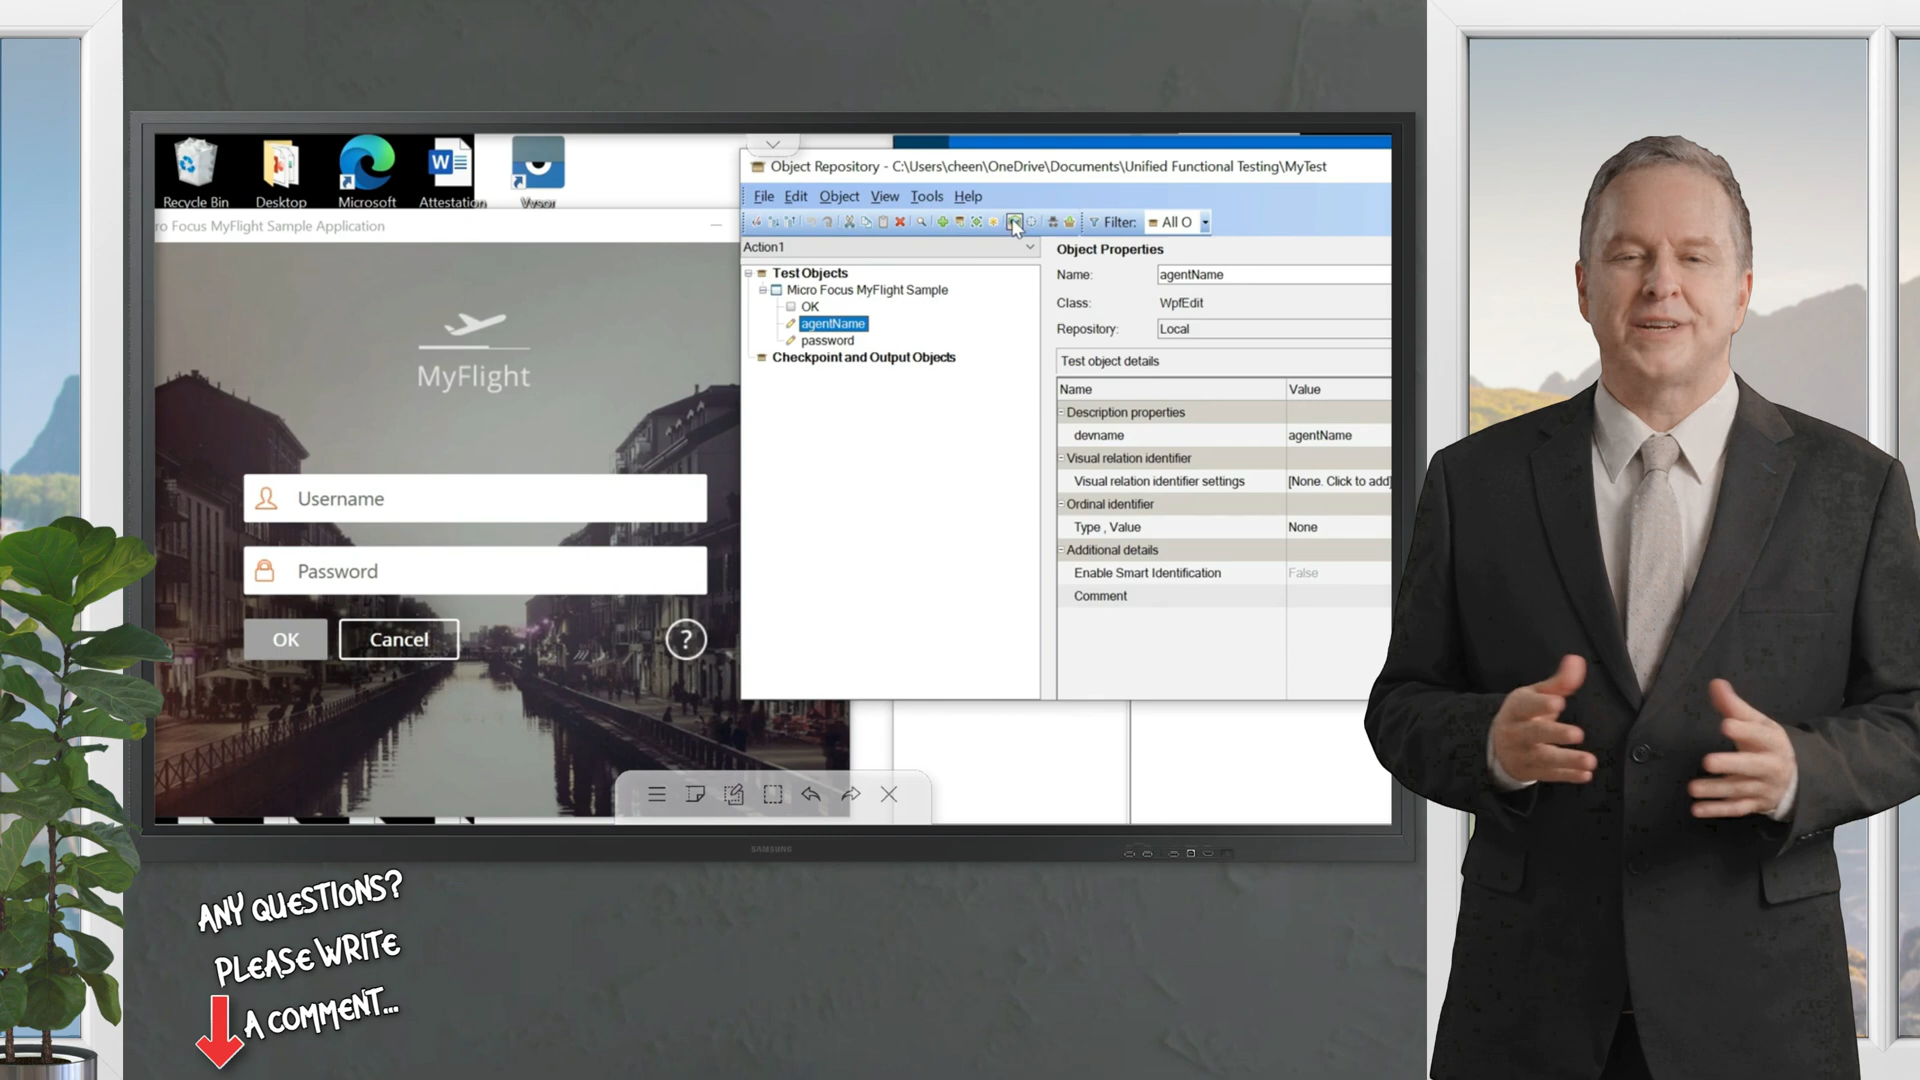 Recycle Bin
Desktop
Microsoft
Attestation
Vysor
ro Focus MyFlight Sample Application
MyFlight
Username
Password
OK
Cancel
?
Object Repository - C:\Users\cheen\OneDrive\Documents\Unified Functional Testing\MyTest
File Edit Object View Tools Help
Filter: All O
Action1
Test Objects
Micro Focus MyFlight Sample
OK
agentName
password
Checkpoint and Output Objects
Object Properties
Name: agentName
Class: WpfEdit
Repository: Local
Test object details
Name Value
Description properties
devname agentName
Visual relation identifier
Visual relation identifier settings [None. Click to add]
Ordinal identifier
Type , Value None
Additional details
Enable Smart Identification False
Comment
SAMSUNG
ANY QUESTIONS?
PLEASE WRITE
A COMMENT...